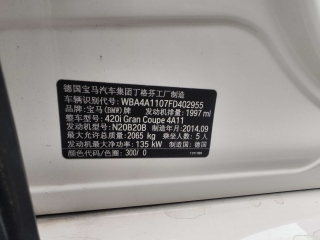 德国宝马汽车集团丁格芬工厂制造
车辆识别代号: WBA4A1107FD402955
品牌: 宝马(BMW)牌 发动机排量: 1997 ml
整车型号: 420i Gran Coupe 4A11
发动机型号: N20B20B 制造年月: 2014.09
最大允许总质量: 2065 kg 乘坐人数: 5 人
发动机最大净功率: 135 kW 制造国: 德国
颜色代码/色圈: 300/ 0